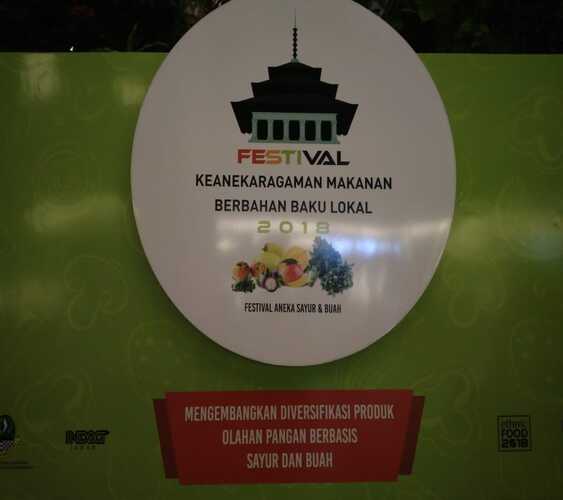 FESTIVAL
KEANEKARAGAMAN MAKANAN
BERBAHAN BAKU LOKAL
2018
FESTIVAL ANEKA SAYUR & BUAH
MENGEMBANGKAN DIVERSIFIKASI PRODUK
OLAHAN PANGAN BERBASIS
SAYUR DAN BUAH
ethnic
FOOD
2018